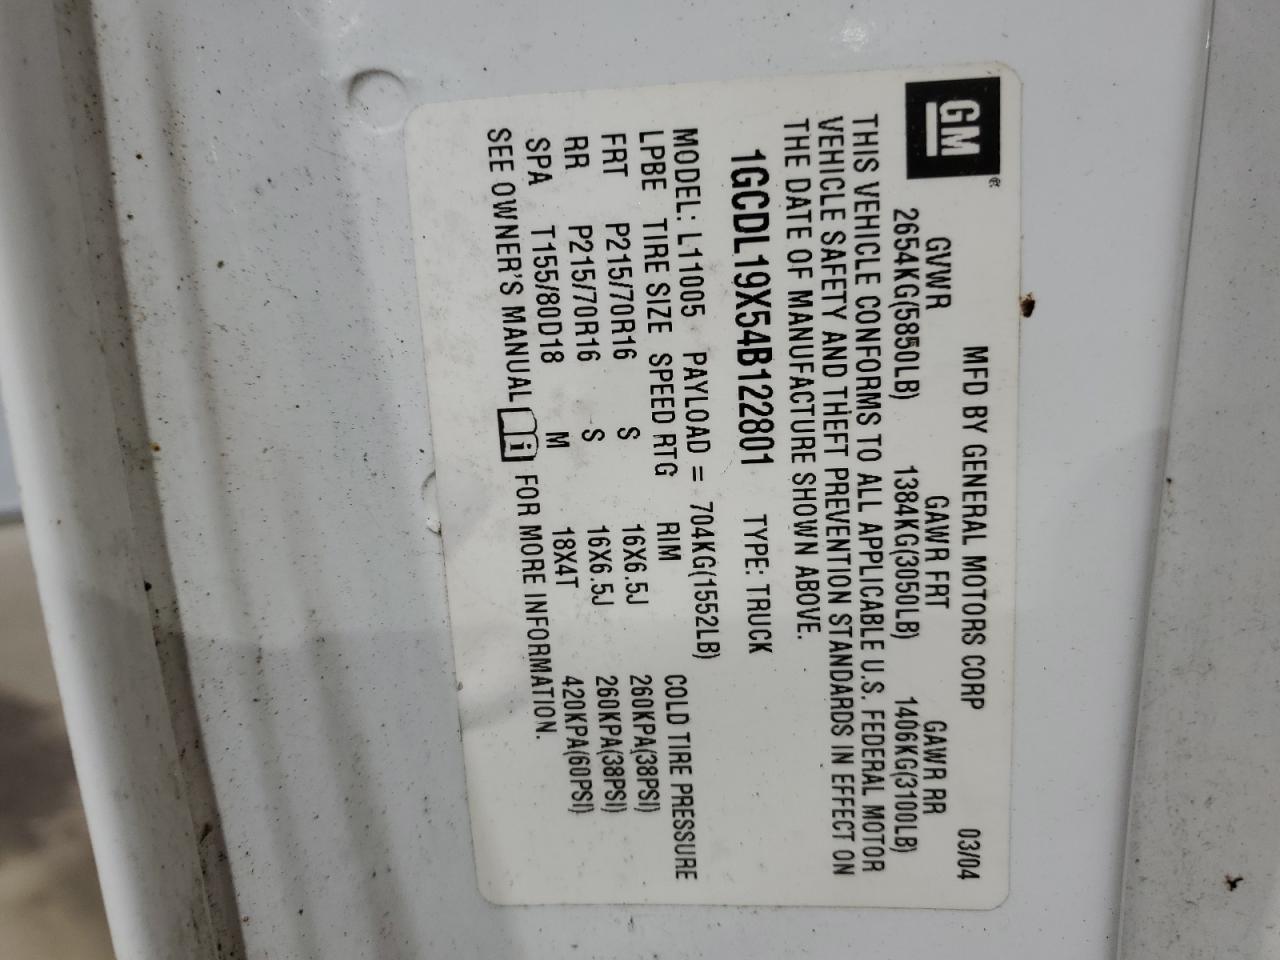 GM®
MFD BY GENERAL MOTORS CORP 03/04
GVWR GAWR FRT GAWR RR
2654KG(5850LB) 1384KG(3050LB) 1406KG(3100LB)
THIS VEHICLE CONFORMS TO ALL APPLICABLE U.S. FEDERAL MOTOR
VEHICLE SAFETY AND THEFT PREVENTION STANDARDS IN EFFECT ON
THE DATE OF MANUFACTURE SHOWN ABOVE.
1GCDL19X54B122801 TYPE: TRUCK
MODEL: L11005 PAYLOAD = 704KG(1552LB)
LPBE TIRE SIZE SPEED RTG RIM COLD TIRE PRESSURE
FRT P215/70R16 S 16X6.5J 260KPA(38PSI)
RR P215/70R16 S 16X6.5J 260KPA(38PSI)
SPA T155/80D18 M 18X4T 420KPA(60PSI)
SEE OWNER'S MANUAL i FOR MORE INFORMATION.